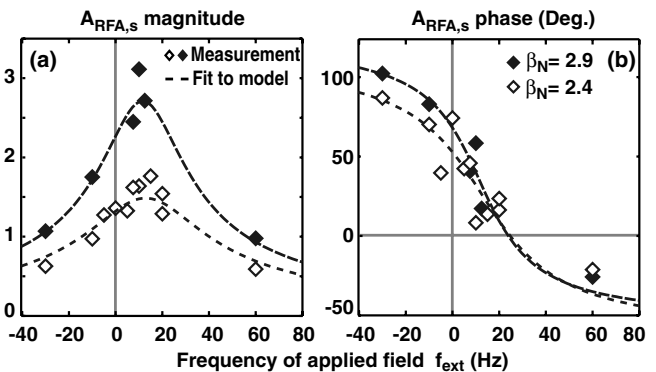 A_RFA,s magnitude
A_RFA,s phase (Deg.)
(a)
◇◆ Measurement
- - - Fit to model
3
2
1
0
-40 -20 0 20 40 60 80
(b)
◆ β_N= 2.9
◇ β_N= 2.4
100
50
0
-50
-40 -20 0 20 40 60 80
Frequency of applied field f_ext (Hz)